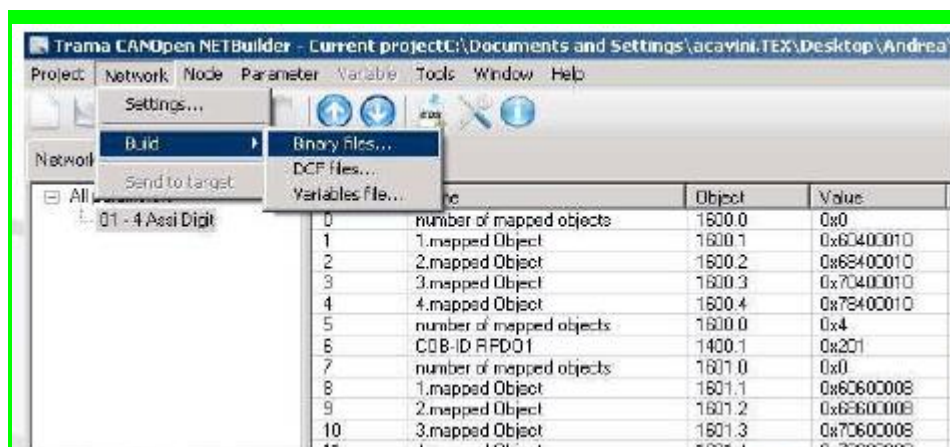 Trama CANOpen NETBuilder - Current projectC:\Documents and Settings\acavini.TEX\Desktop\Andrea
Project Network Node Parameter Variable Tools Window Help
Settings...
Build Binary files...
Network
DCF files...
Send to target Variables file...
All Object Value
01 - 4 Assi Digit 0 number of mapped objects 1600.0 0x0
1 1.mapped Object 1600.1 0x60400010
2 2.mapped Object 1600.2 0x68400010
3 3.mapped Object 1600.3 0x70400010
4 4.mapped Object 1600.4 0x78400010
5 number of mapped objects 1600.0 0x4
6 COB-ID RPDO1 1400.1 0x201
7 number of mapped objects 1601.0 0x0
8 1.mapped Object 1601.1 0x60600008
9 2.mapped Object 1601.2 0x68600008
10 3.mapped Object 1601.3 0x70600008